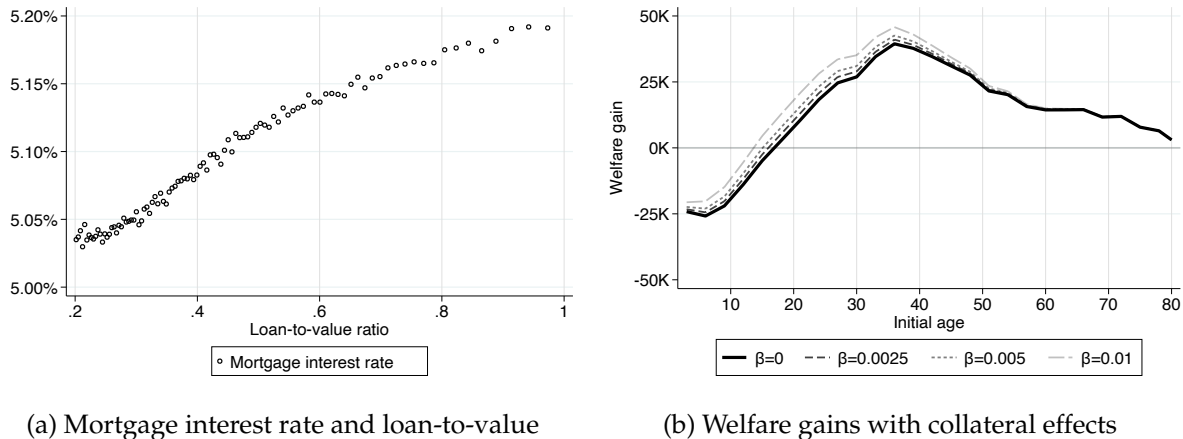 5.20%
5.15%
5.10%
5.05%
5.00%
.2 .4 .6 .8 1
Loan-to-value ratio
Mortgage interest rate
(a) Mortgage interest rate and loan-to-value
50K
25K
0K
-25K
-50K
Welfare gain
10 20 30 40 50 60 70 80
Initial age
β=0 β=0.0025 β=0.005 β=0.01
(b) Welfare gains with collateral effects